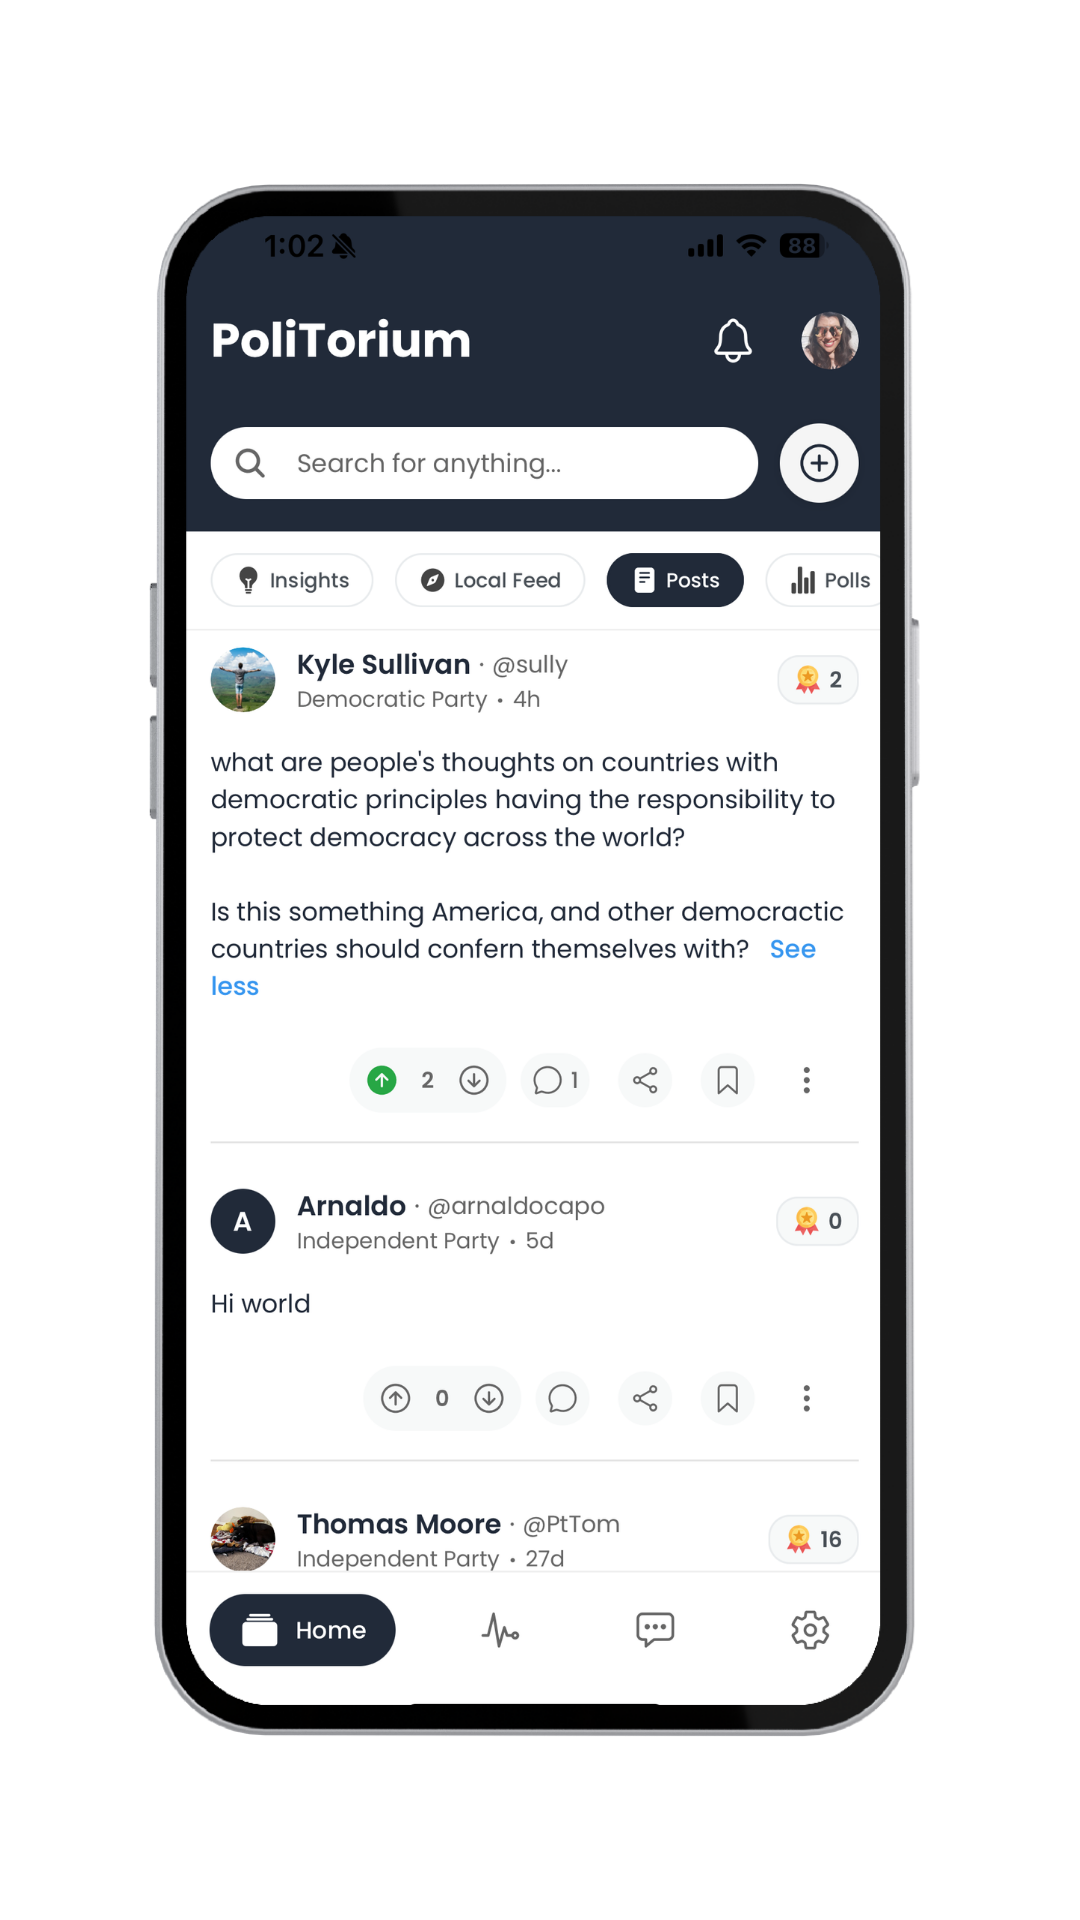 1:02
88
PoliTorium
Search for anything...
Insights
Local Feed
Posts
Polls
Kyle Sullivan · @sully
2
Democratic Party • 4h
what are people's thoughts on countries with
democratic principles having the responsibility to
protect democracy across the world?
Is this something America, and other democractic
countries should confern themselves with? See
less
2
1
A
Arnaldo · @arnaldocapo
0
Independent Party • 5d
Hi world
0
Thomas Moore · @PtTom
16
Independent Party • 27d
Home